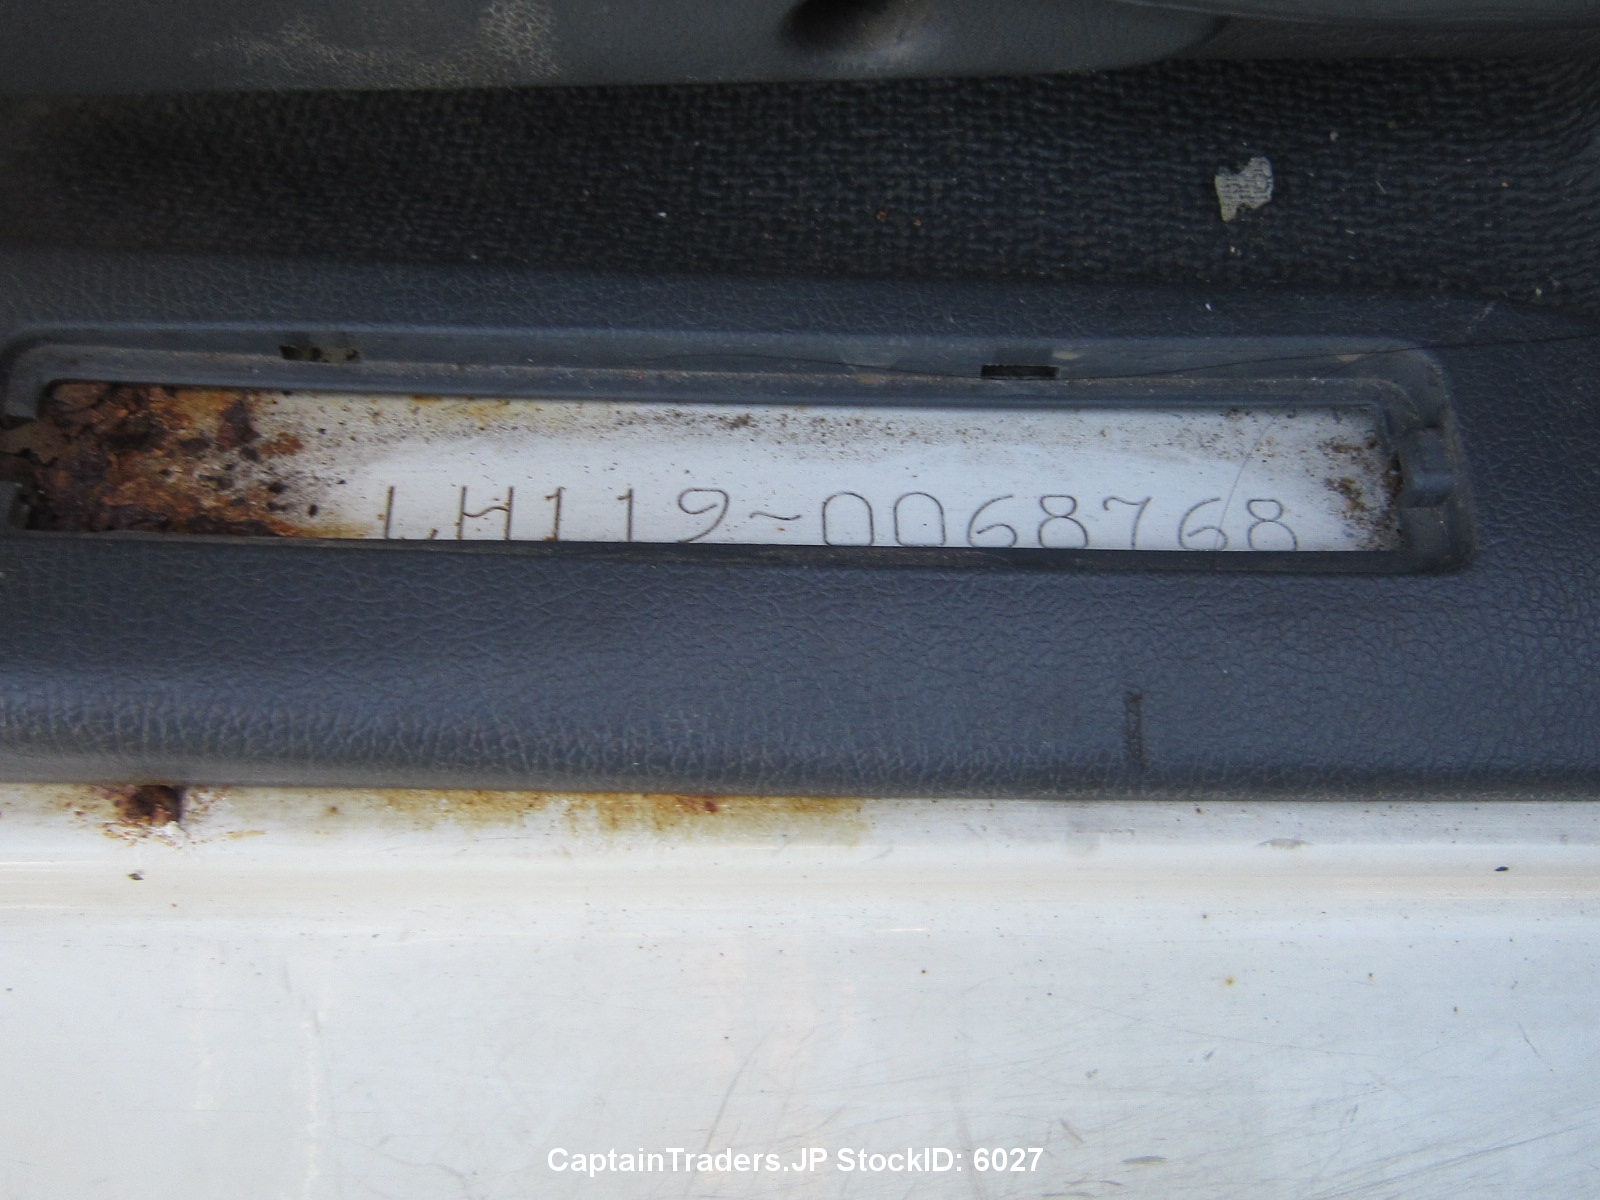 LH119-0068768
CaptainTraders.JP StockID: 6027